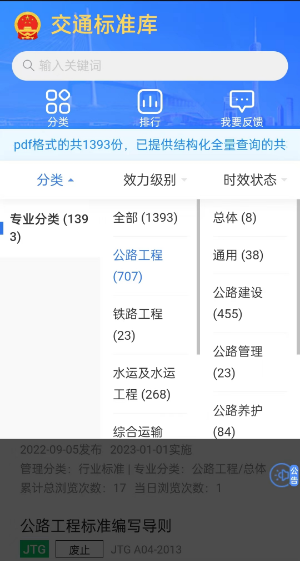 交通标准库
输入关键词
分类
排行
我要反馈
pdf格式的共1393份，已提供结构化全量查询的共
分类
效力级别
时效状态
专业分类 (139
3)
全部 (1393)
公路工程
(707)
铁路工程
(23)
水运及水运
工程 (268)
综合运输
总体 (8)
通用 (38)
公路建设
(455)
公路管理
(23)
公路养护
(84)
2022-09-05发布 2023-01-01实施
管理分类：行业标准 | 专业分类：公路工程/总体
累计总浏览次数：17 当日浏览次数：1
公告
公路工程标准编写导则
JTG 废止 JTG A04-2013